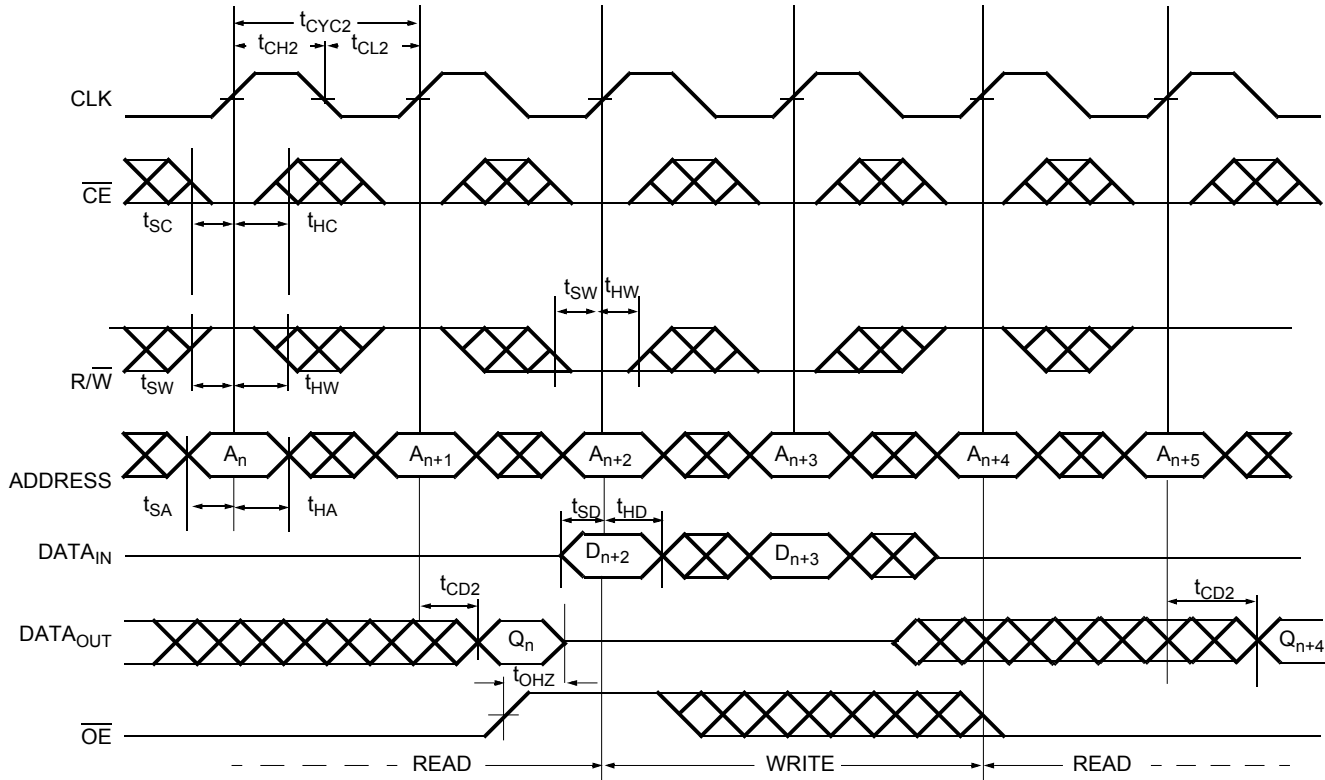 tCYC2
tCH2 tCL2
CLK
CE
tSC tHC
tSW tHW
R/W
tSW tHW
An An+1 An+2 An+3 An+4 An+5
ADDRESS
tSA tHA
tSD tHD
DATAIN
Dn+2 Dn+3
tCD2 tCD2
DATAOUT
Qn Qn+4
tOHZ
OE
READ WRITE READ